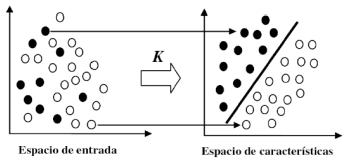 K
Espacio de entrada
Espacio de características